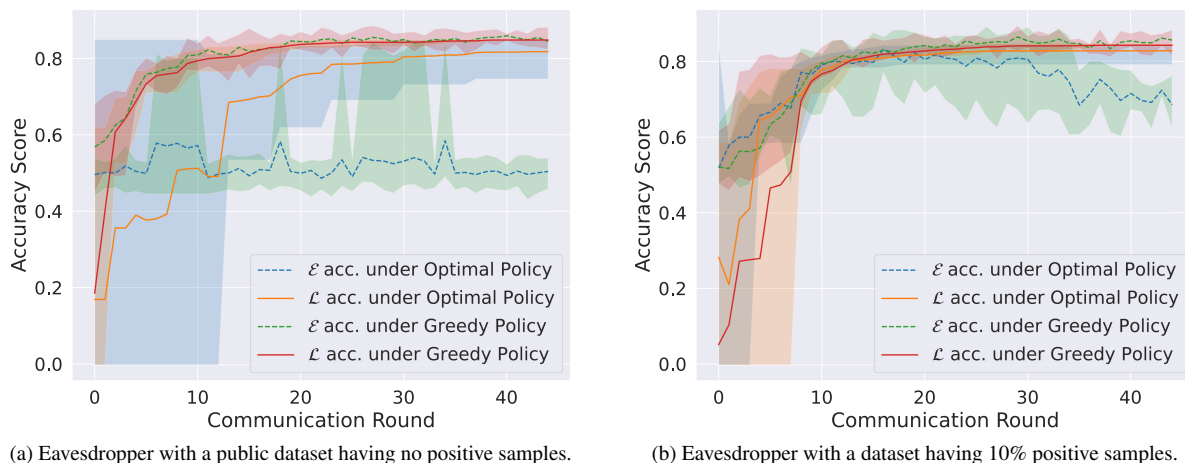 Accuracy Score
0.8
0.6
0.4
0.2
0.0
ℰ acc. under Optimal Policy
ℒ acc. under Optimal Policy
ℰ acc. under Greedy Policy
ℒ acc. under Greedy Policy
0 10 20 30 40
Communication Round
(a) Eavesdropper with a public dataset having no positive samples.
Accuracy Score
0.8
0.6
0.4
0.2
0.0
ℰ acc. under Optimal Policy
ℒ acc. under Optimal Policy
ℰ acc. under Greedy Policy
ℒ acc. under Greedy Policy
0 10 20 30 40
Communication Round
(b) Eavesdropper with a dataset having 10% positive samples.